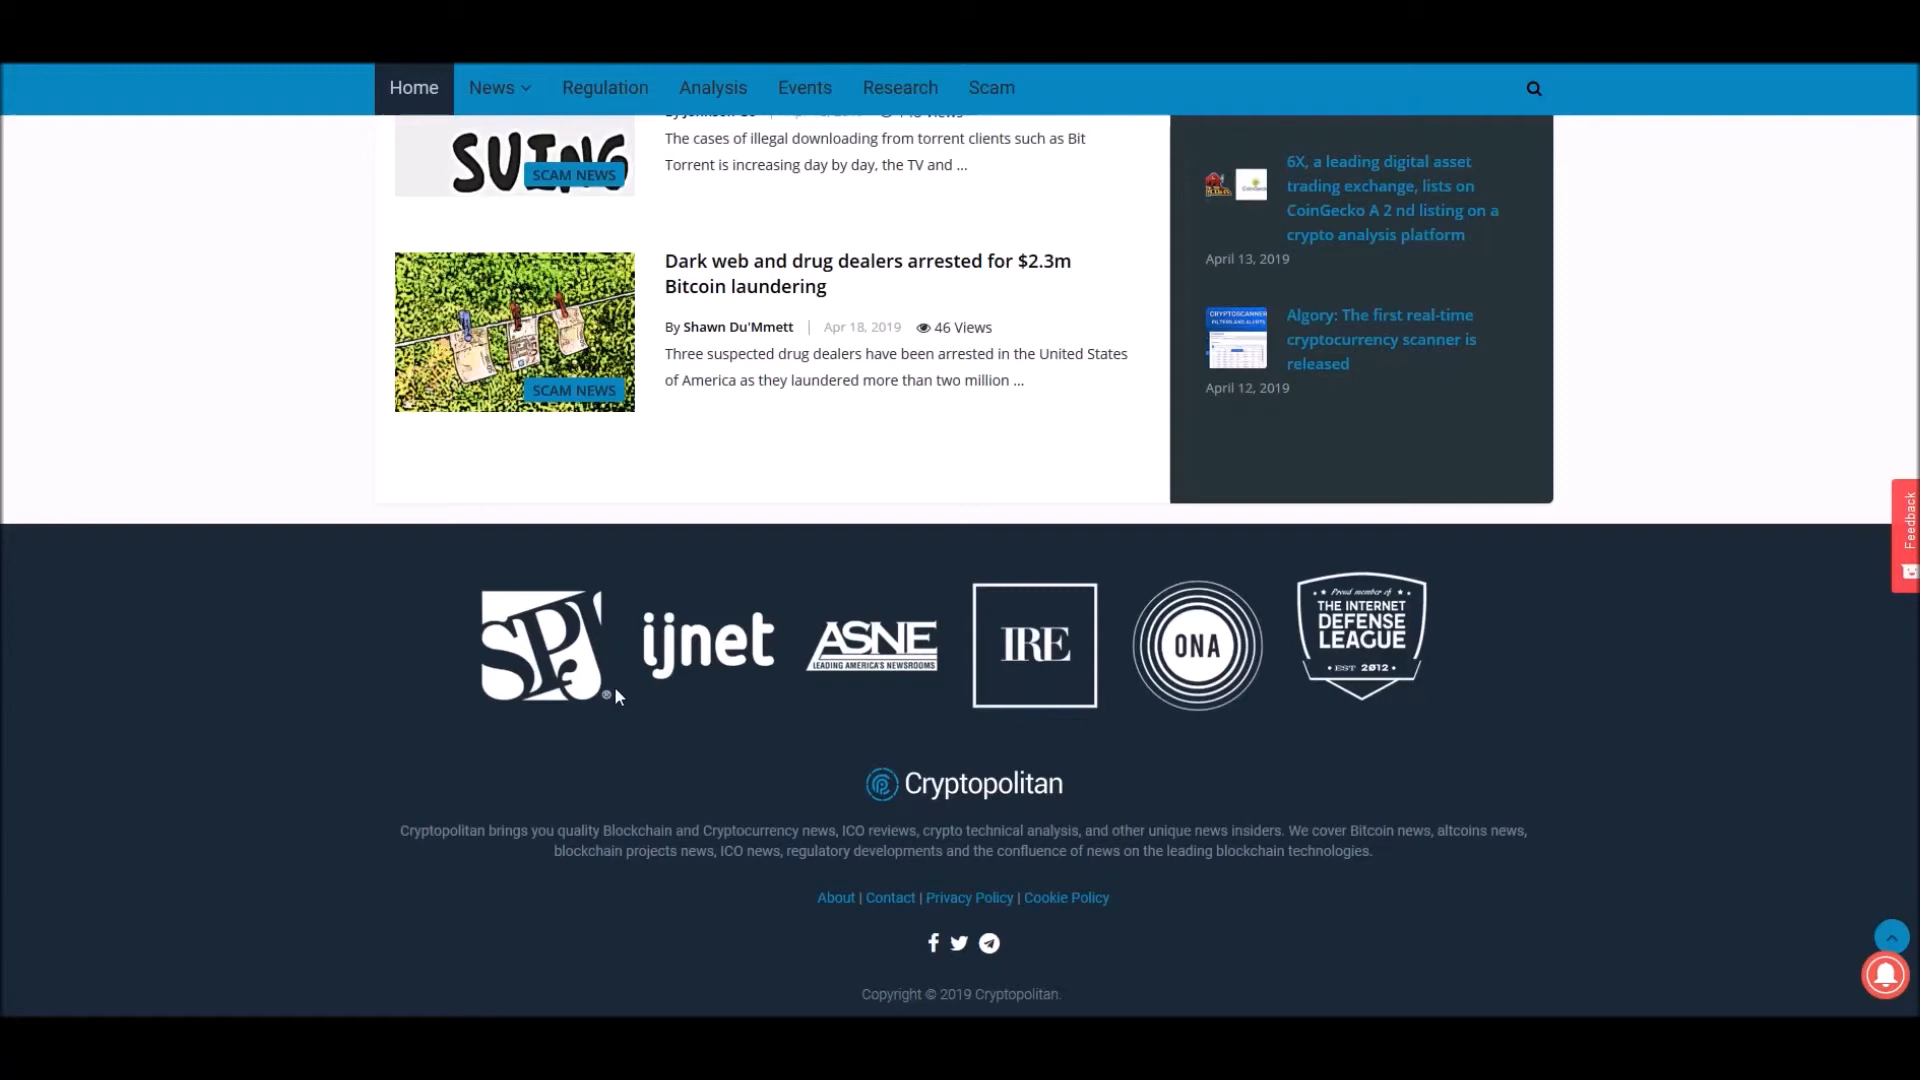 Home News Regulation Analysis Events Research Scam
SUING
SCAM NEWS
The cases of illegal downloading from torrent clients such as Bit
Torrent is increasing day by day, the TV and ...
Dark web and drug dealers arrested for $2.3m
Bitcoin laundering
By Shawn Du'Mmett | Apr 18, 2019 46 Views
Three suspected drug dealers have been arrested in the United States
of America as they laundered more than two million ...
SCAM NEWS
6X, a leading digital asset
trading exchange, lists on
CoinGecko A 2 nd listing on a
crypto analysis platform
April 13, 2019
CRYPTOSCANNER
FILTERS AND ALERTS
Algory: The first real-time
cryptocurrency scanner is
released
April 12, 2019
Feedback
SPJ ®
ijnet
ASNE
LEADING AMERICA'S NEWSROOMS
IRE
ONA
Proud member of
THE INTERNET
DEFENSE
LEAGUE
EST 2012
Cryptopolitan
Cryptopolitan brings you quality Blockchain and Cryptocurrency news, ICO reviews, crypto technical analysis, and other unique news insiders. We cover Bitcoin news, altcoins news,
blockchain projects news, ICO news, regulatory developments and the confluence of news on the leading blockchain technologies.
About | Contact | Privacy Policy | Cookie Policy
Copyright © 2019 Cryptopolitan.